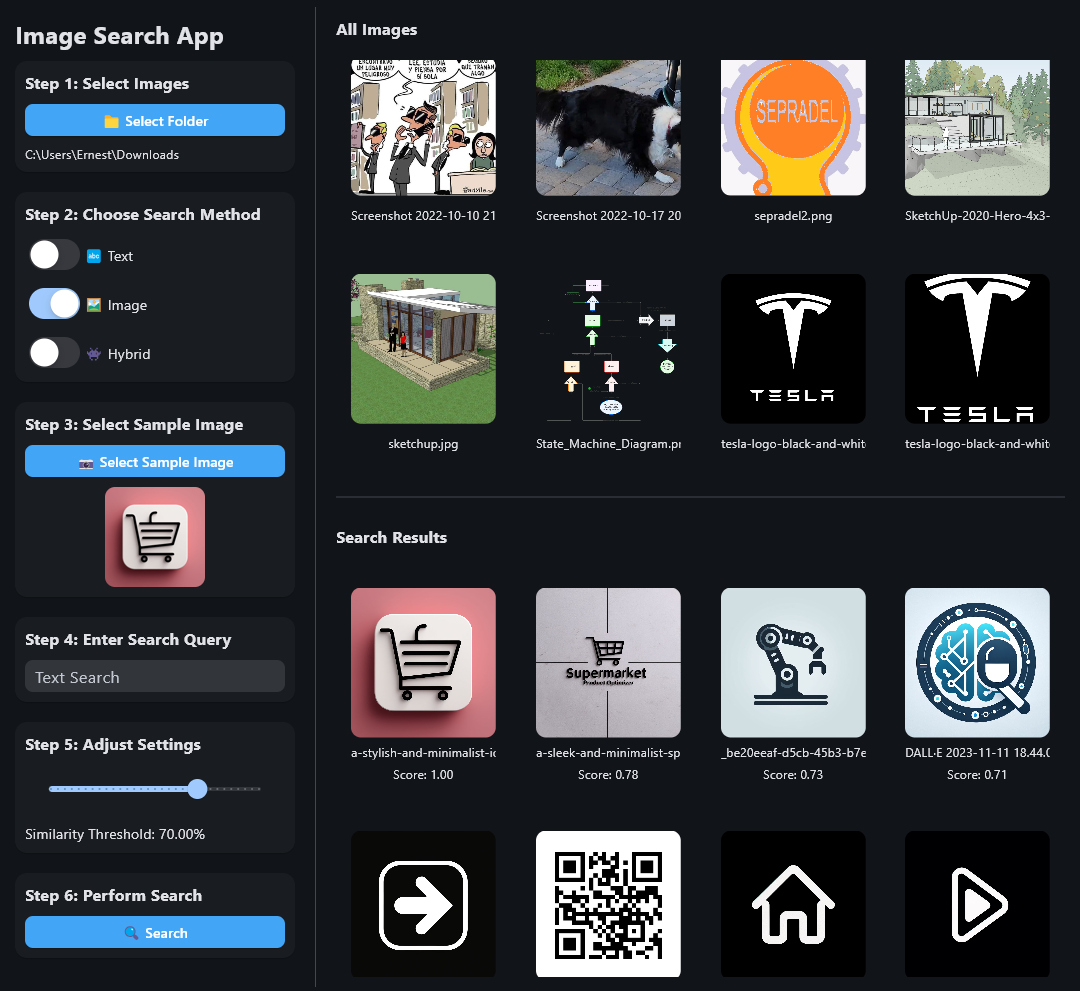 Image Search App
Step 1: Select Images
Select Folder
C:\Users\Ernest\Downloads
Step 2: Choose Search Method
abc Text
Image
Hybrid
Step 3: Select Sample Image
Select Sample Image
Step 4: Enter Search Query
Text Search
Step 5: Adjust Settings
Similarity Threshold: 70.00%
Step 6: Perform Search
Search
All Images
UN LUGAR MUY
PELIGROSO
LEE, ESTUDIA
Y PIENSA POR
SÍ SOLA
QUE TRAMAN
ALGO
SEPRADEL
Screenshot 2022-10-10 21
Screenshot 2022-10-17 20
sepradel2.png
SketchUp-2020-Hero-4x3-
TESLA
TESLA
sketchup.jpg
State_Machine_Diagram.pr
tesla-logo-black-and-whit
tesla-logo-black-and-whit
Search Results
Supermarket
Product Optimizer
a-stylish-and-minimalist-ic
a-sleek-and-minimalist-sp
_be20eeaf-d5cb-45b3-b7e
DALL·E 2023-11-11 18.44.0
Score: 1.00
Score: 0.78
Score: 0.73
Score: 0.71